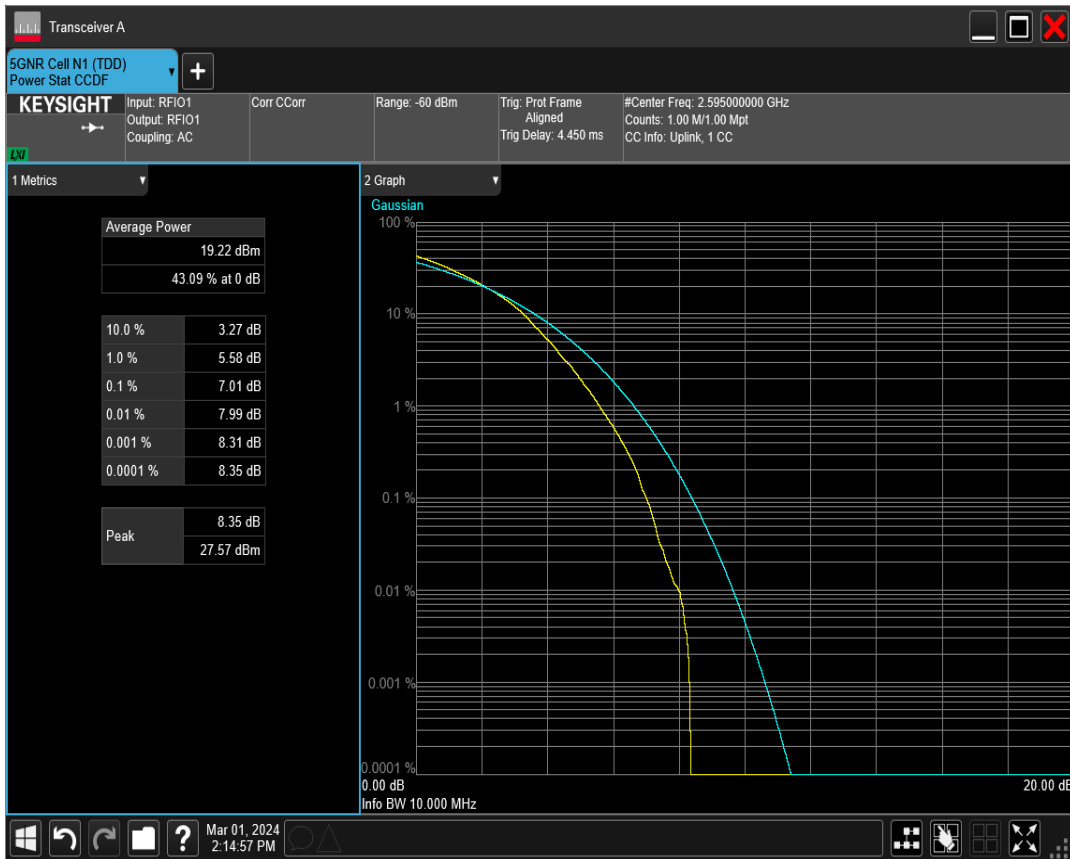 Transceiver A
5GNR Cell N1 (TDD)
Power Stat CCDF
KEYSIGHT
LXI
Input: RFIO1
Output: RFIO1
Coupling: AC
Corr CCorr
Range: -60 dBm
Trig: Prot Frame
Aligned
Trig Delay: 4.450 ms
#Center Freq: 2.595000000 GHz
Counts: 1.00 M/1.00 Mpt
CC Info: Uplink, 1 CC
1 Metrics
Average Power
19.22 dBm
43.09 % at 0 dB
10.0 % 3.27 dB
1.0 % 5.58 dB
0.1 % 7.01 dB
0.01 % 7.99 dB
0.001 % 8.31 dB
0.0001 % 8.35 dB
Peak
8.35 dB
27.57 dBm
2 Graph
Gaussian
100 %
10 %
1 %
0.1 %
0.01 %
0.001 %
0.0001 %
0.00 dB 20.00 dB
Info BW 10.000 MHz
?
Mar 01, 2024
2:14:57 PM